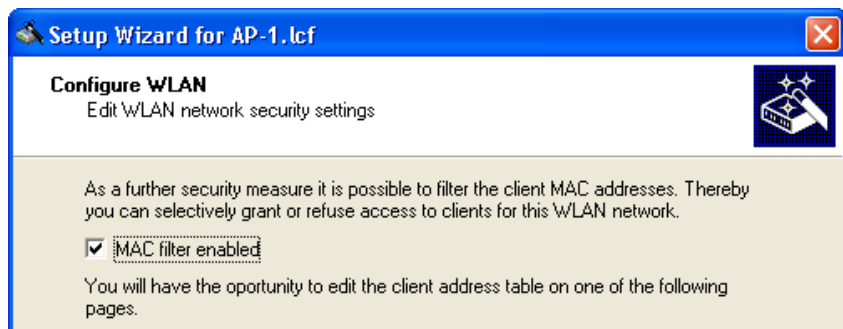 Setup Wizard for AP-1.lcf
Configure WLAN
Edit WLAN network security settings
As a further security measure it is possible to filter the client MAC addresses. Thereby
you can selectively grant or refuse access to clients for this WLAN network.
MAC filter enabled
You will have the oportunity to edit the client address table on one of the following
pages.